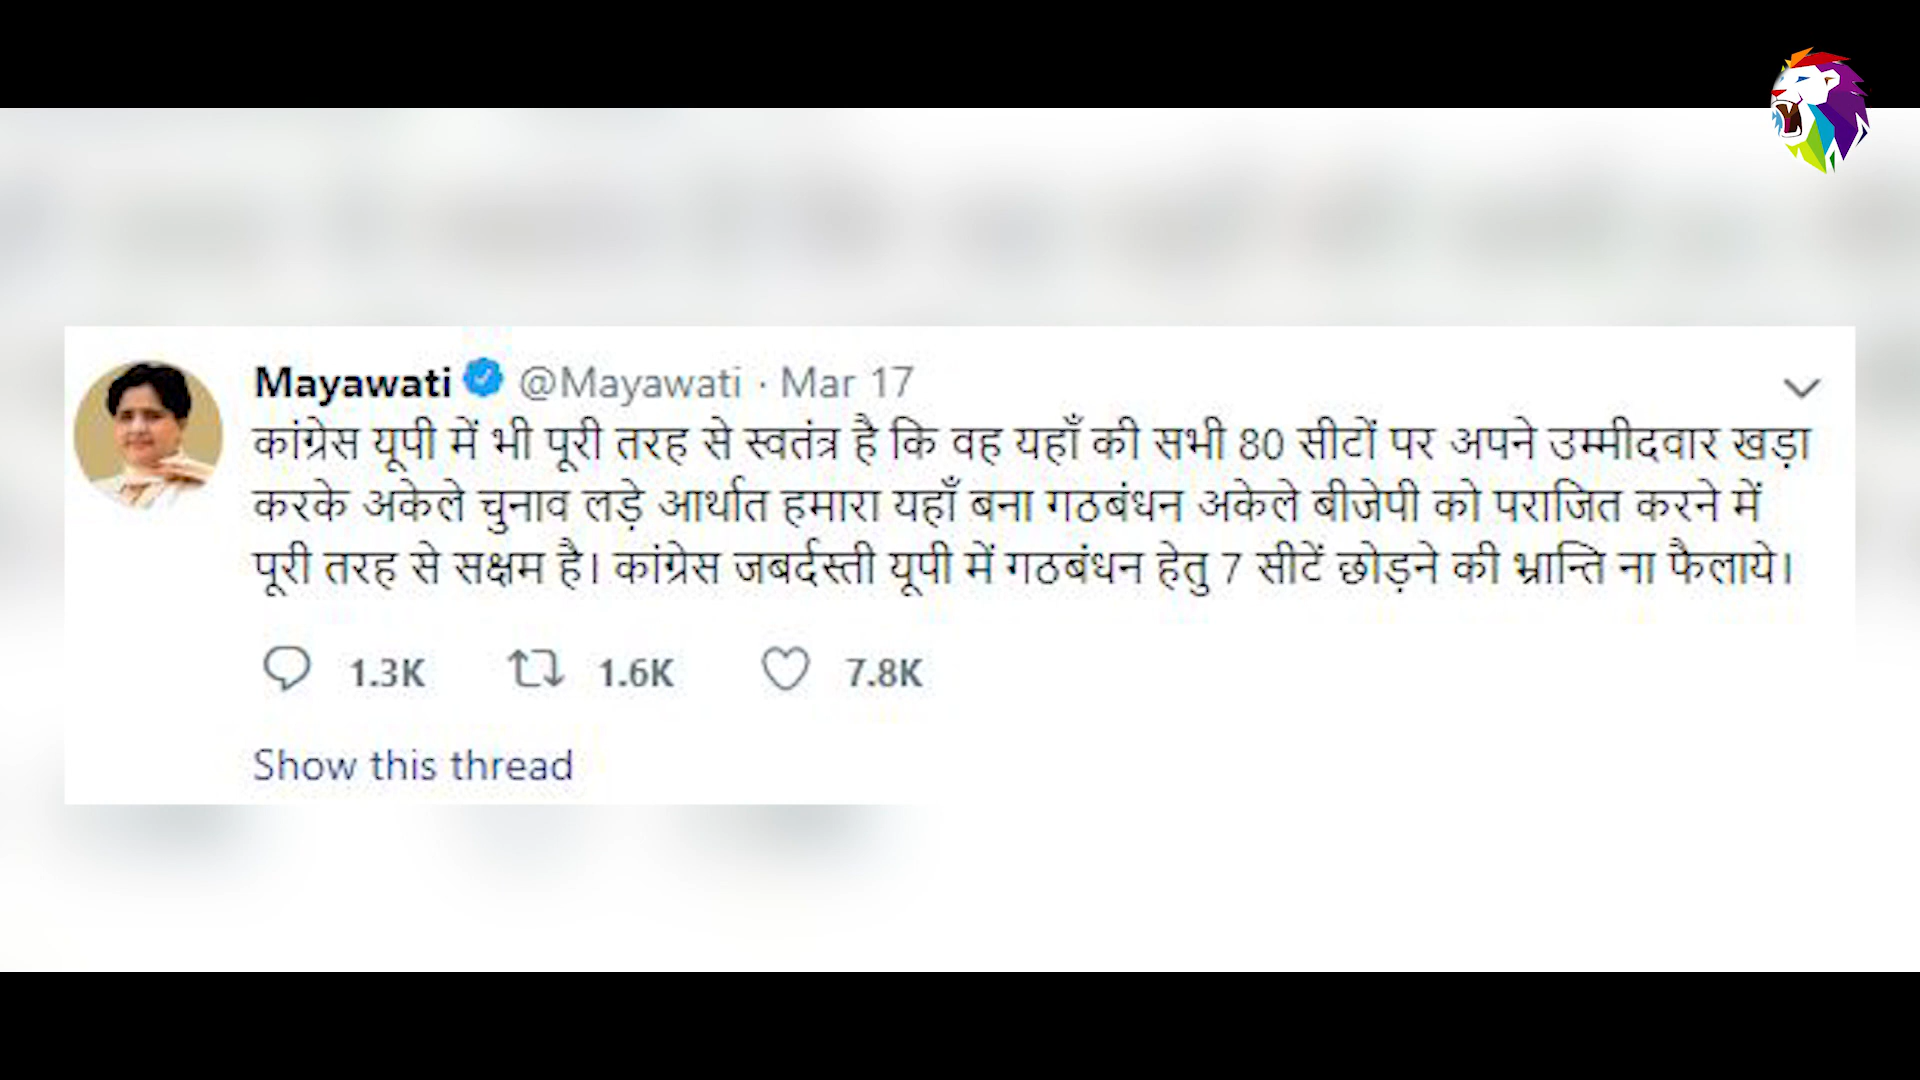 Mayawati @Mayawati · Mar 17
कांग्रेस यूपी में भी पूरी तरह से स्वतंत्र है कि वह यहाँ की सभी 80 सीटों पर अपने उम्मीदवार खड़ा
करके अकेले चुनाव लड़े आर्थात हमारा यहाँ बना गठबंधन अकेले बीजेपी को पराजित करने में
पूरी तरह से सक्षम है। कांग्रेस जबर्दस्ती यूपी में गठबंधन हेतु 7 सीटें छोड़ने की भ्रान्ति ना फैलाये।
1.3K 1.6K 7.8K
Show this thread